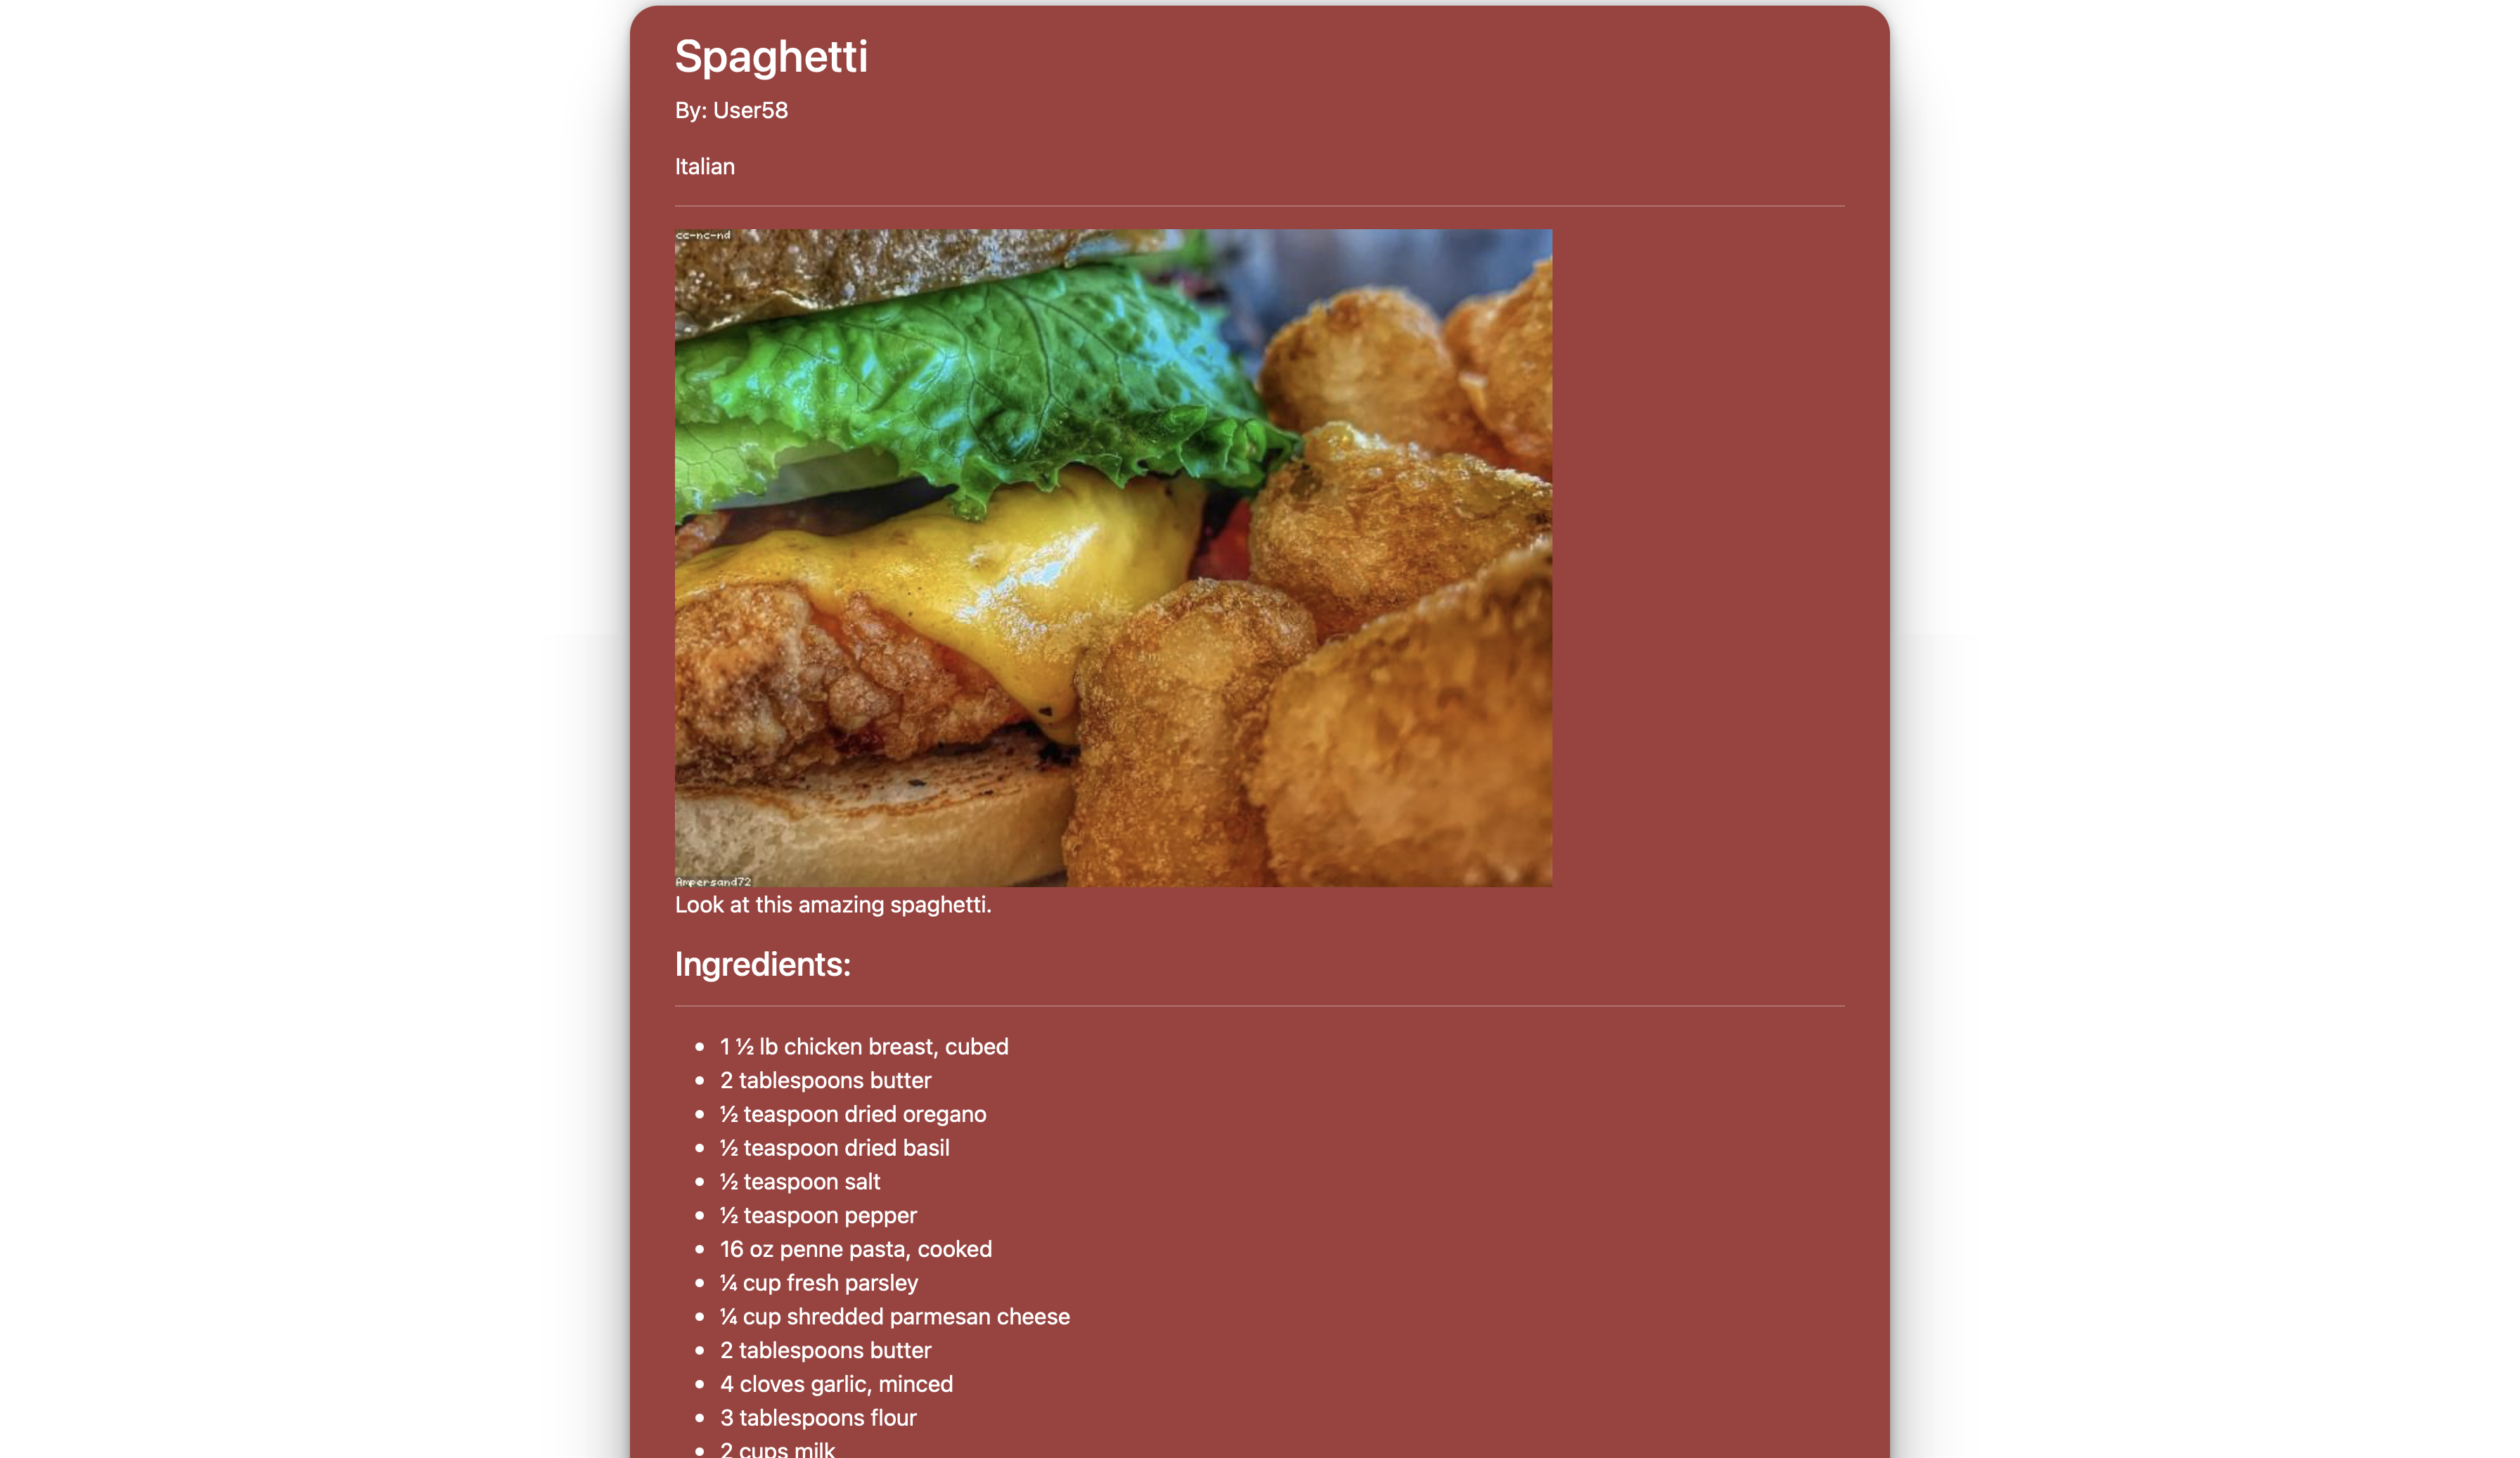 Spaghetti
By: User58
Italian
cc-nc-nd
Ampersand72
Look at this amazing spaghetti.
Ingredients:
1 ½ lb chicken breast, cubed
2 tablespoons butter
½ teaspoon dried oregano
½ teaspoon dried basil
½ teaspoon salt
½ teaspoon pepper
16 oz penne pasta, cooked
¼ cup fresh parsley
¼ cup shredded parmesan cheese
2 tablespoons butter
4 cloves garlic, minced
3 tablespoons flour
2 cups milk